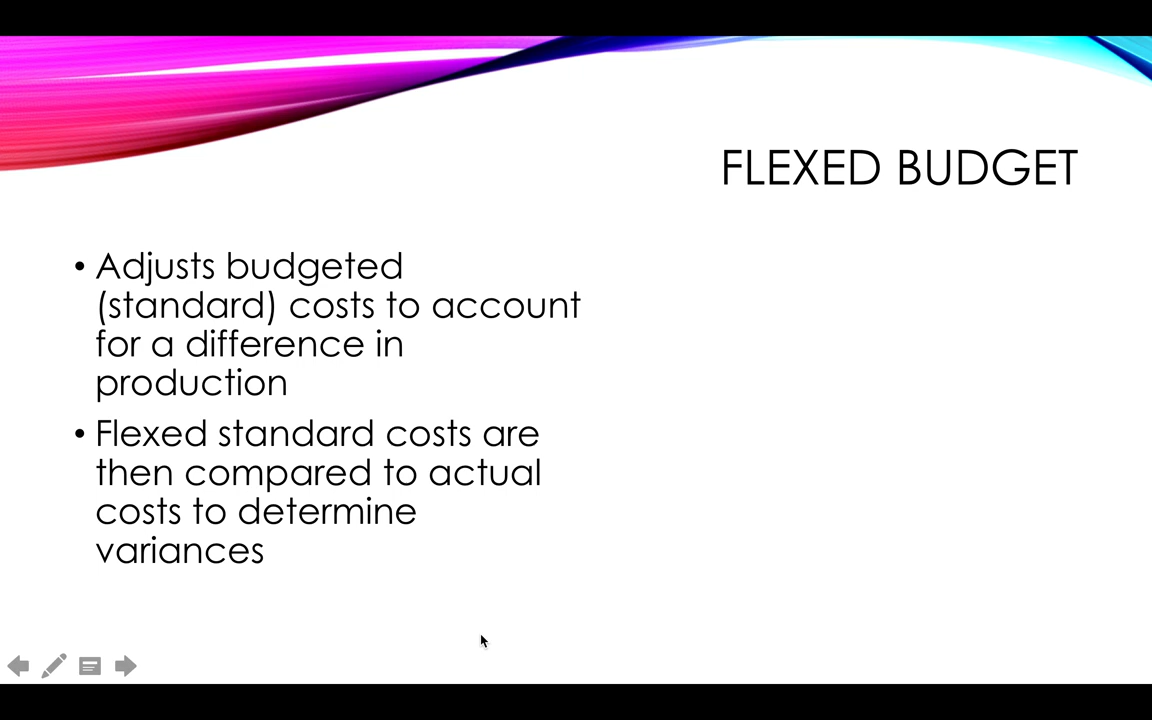 FLEXED BUDGET
• Adjusts budgeted
(standard) costs to account
for a difference in
production
• Flexed standard costs are
then compared to actual
costs to determine
variances